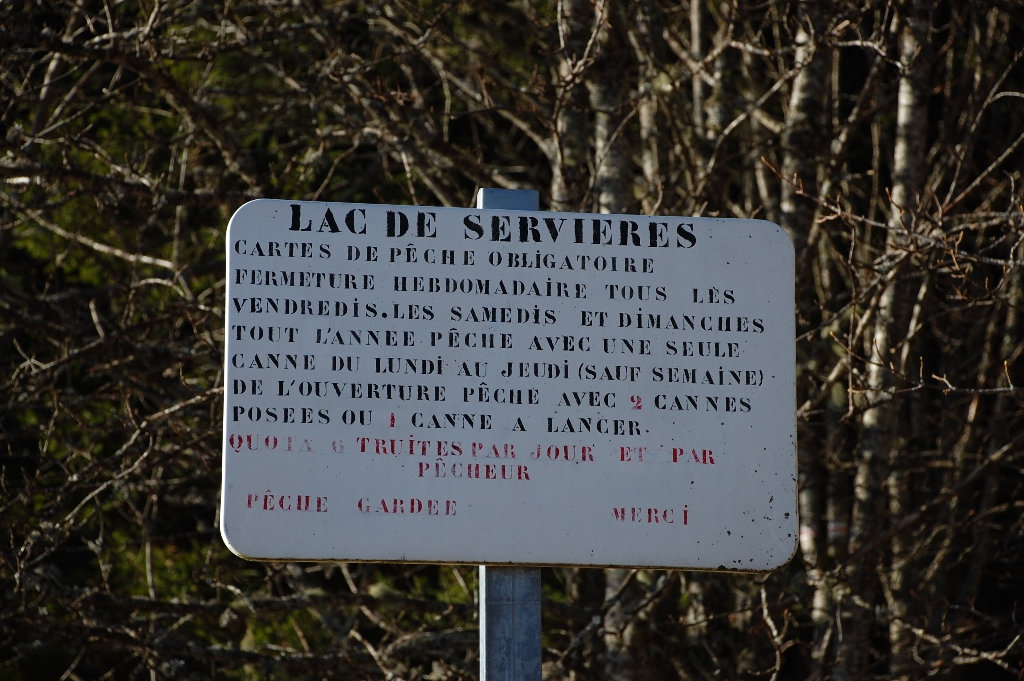 LAC DE SERVIERES
CARTES DE PÊCHE OBLIGATOIRE
FERMETURE HEBDOMADAIRE TOUS LES
VENDREDIS.LES SAMEDIS ET DIMANCHES
TOUT L'ANNEE PÊCHE AVEC UNE SEULE
CANNE DU LUNDI AU JEUDI (SAUF SEMAINE)
DE L'OUVERTURE PÊCHE AVEC 2 CANNES
POSEES OU 1 CANNE A LANCER.
QUOTA 6 TRUITES PAR JOUR ET PAR
PÊCHEUR
PÊCHE GARDEE MERCI